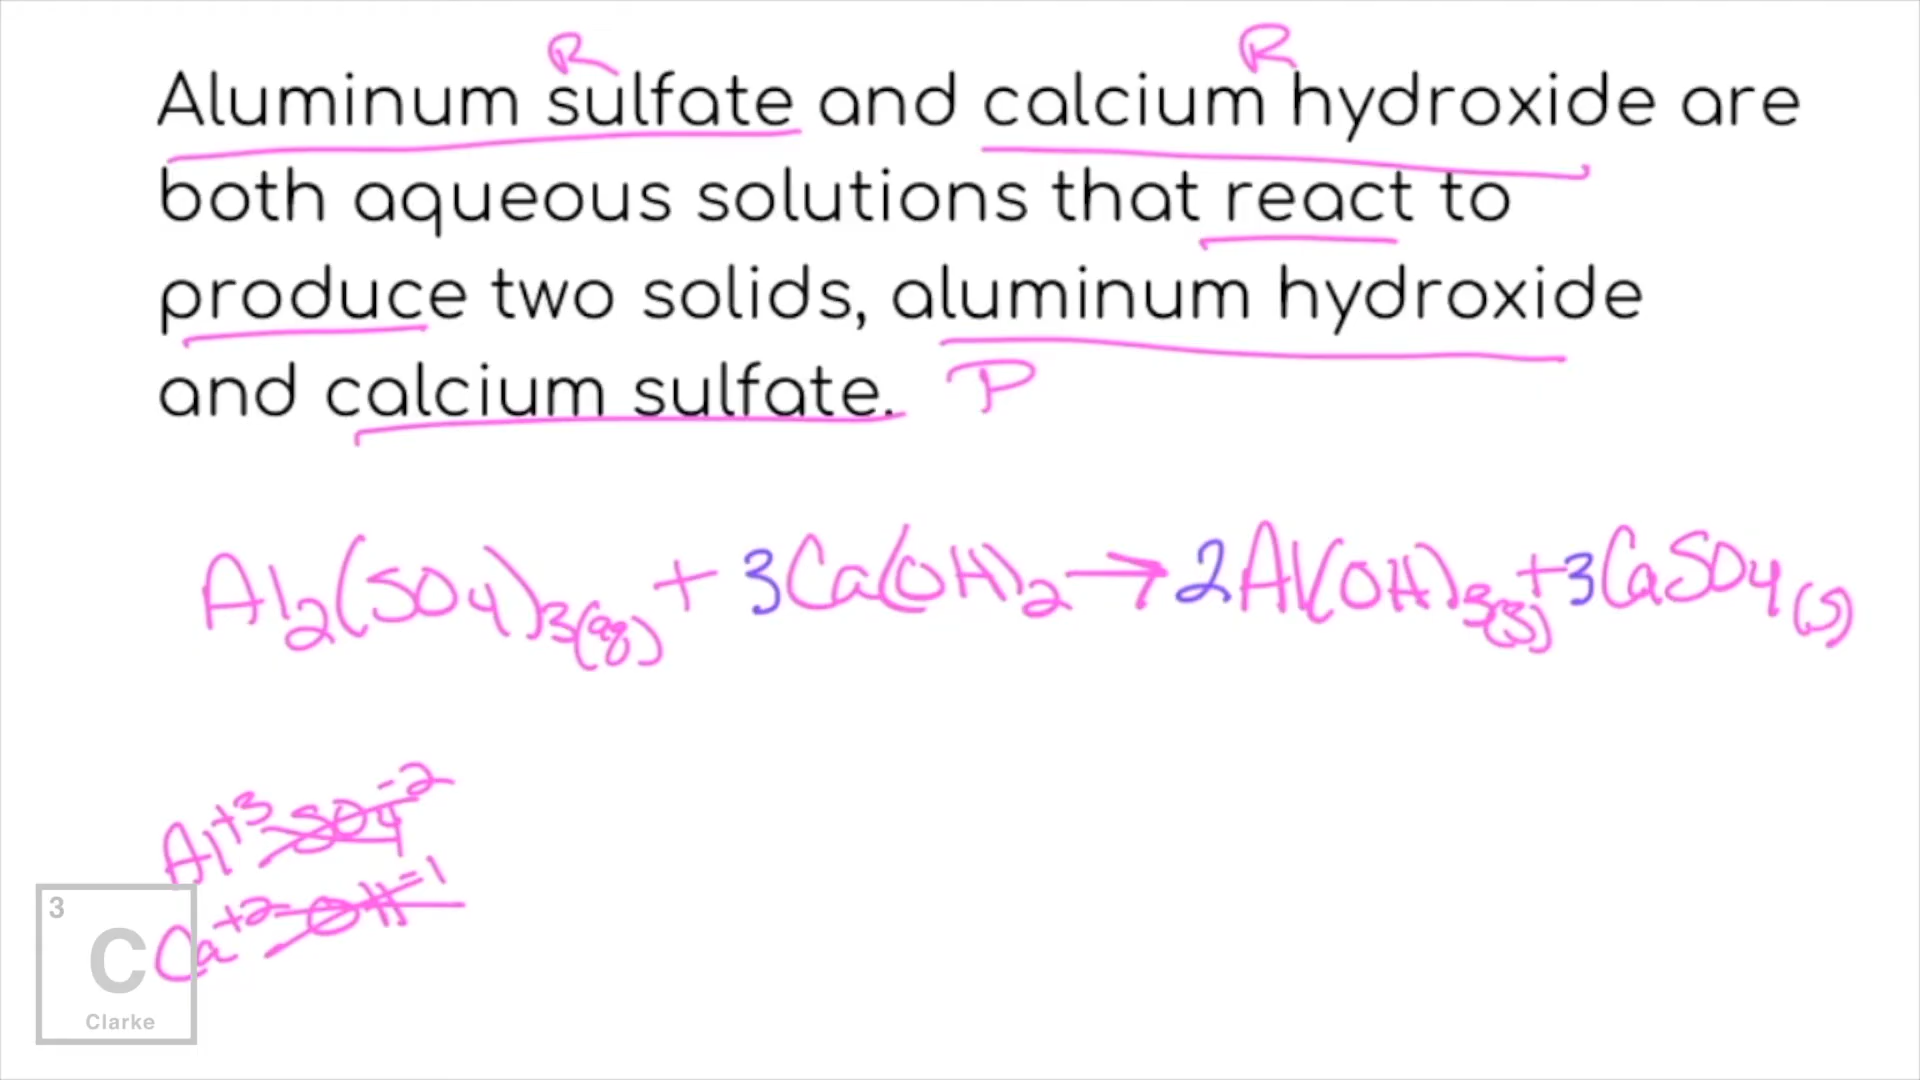 R R
Aluminum sulfate and calcium hydroxide are
both aqueous solutions that react to
produce two solids, aluminum hydroxide
and calcium sulfate. P
Al₂(SO₄)₃(aq) + 3Ca(OH)₂ → 2Al(OH)₃(s) + 3CaSO₄(s)
Al⁺³ SO₄⁻²
Ca⁺² OH⁻¹
3
C
Clarke